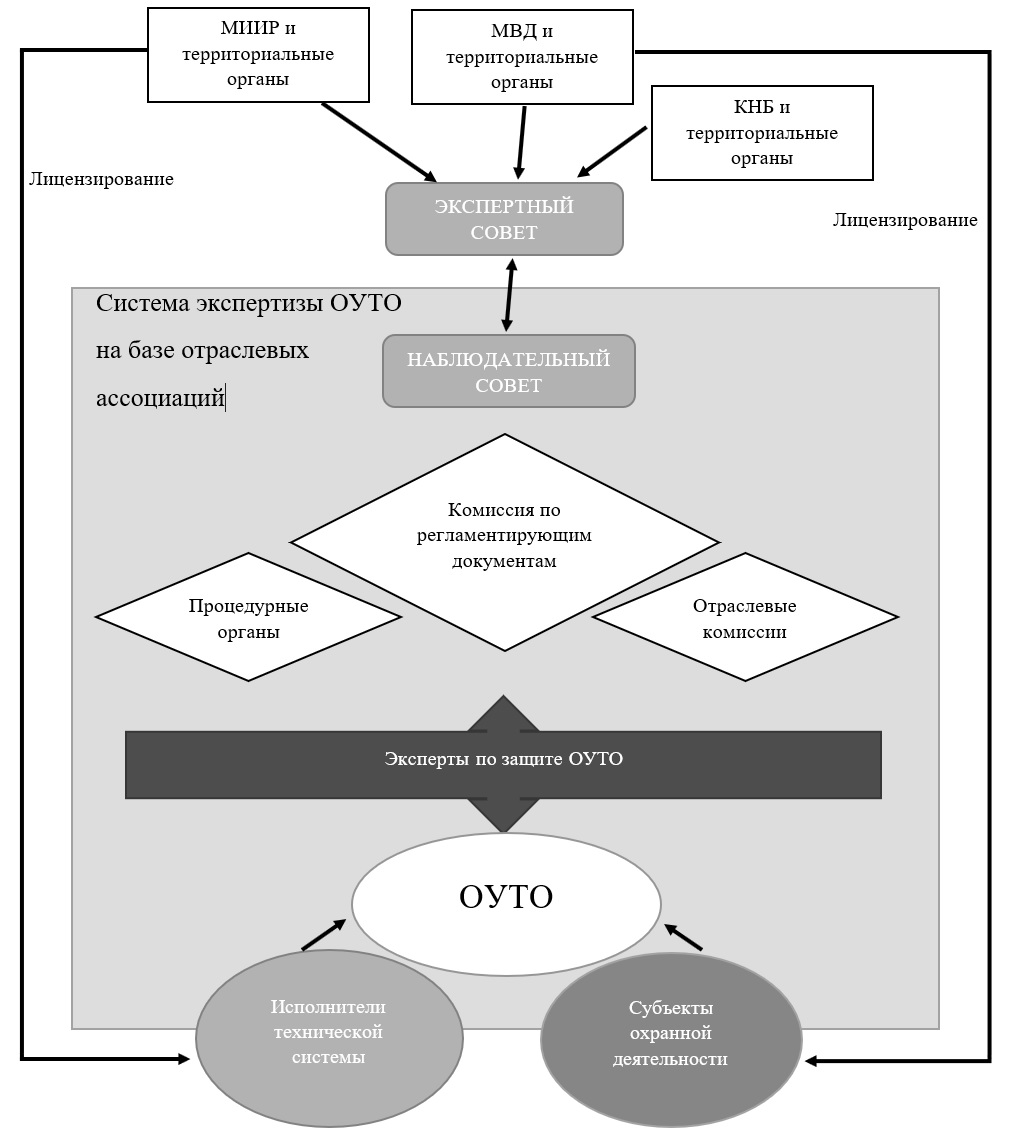 МИИР и
территориальные
органы
МВД и
территориальные
органы
КНБ и
территориальные
органы
Лицензирование
ЭКСПЕРТНЫЙ
СОВЕТ
Лицензирование
Система экспертизы ОУТО
на базе отраслевых
ассоциаций
НАБЛЮДАТЕЛЬНЫЙ
СОВЕТ
Комиссия по
регламентирующим
документам
Процедурные
органы
Отраслевые
комиссии
Эксперты по защите ОУТО
ОУТО
Исполнители
технической
системы
Субъекты
охранной
деятельности